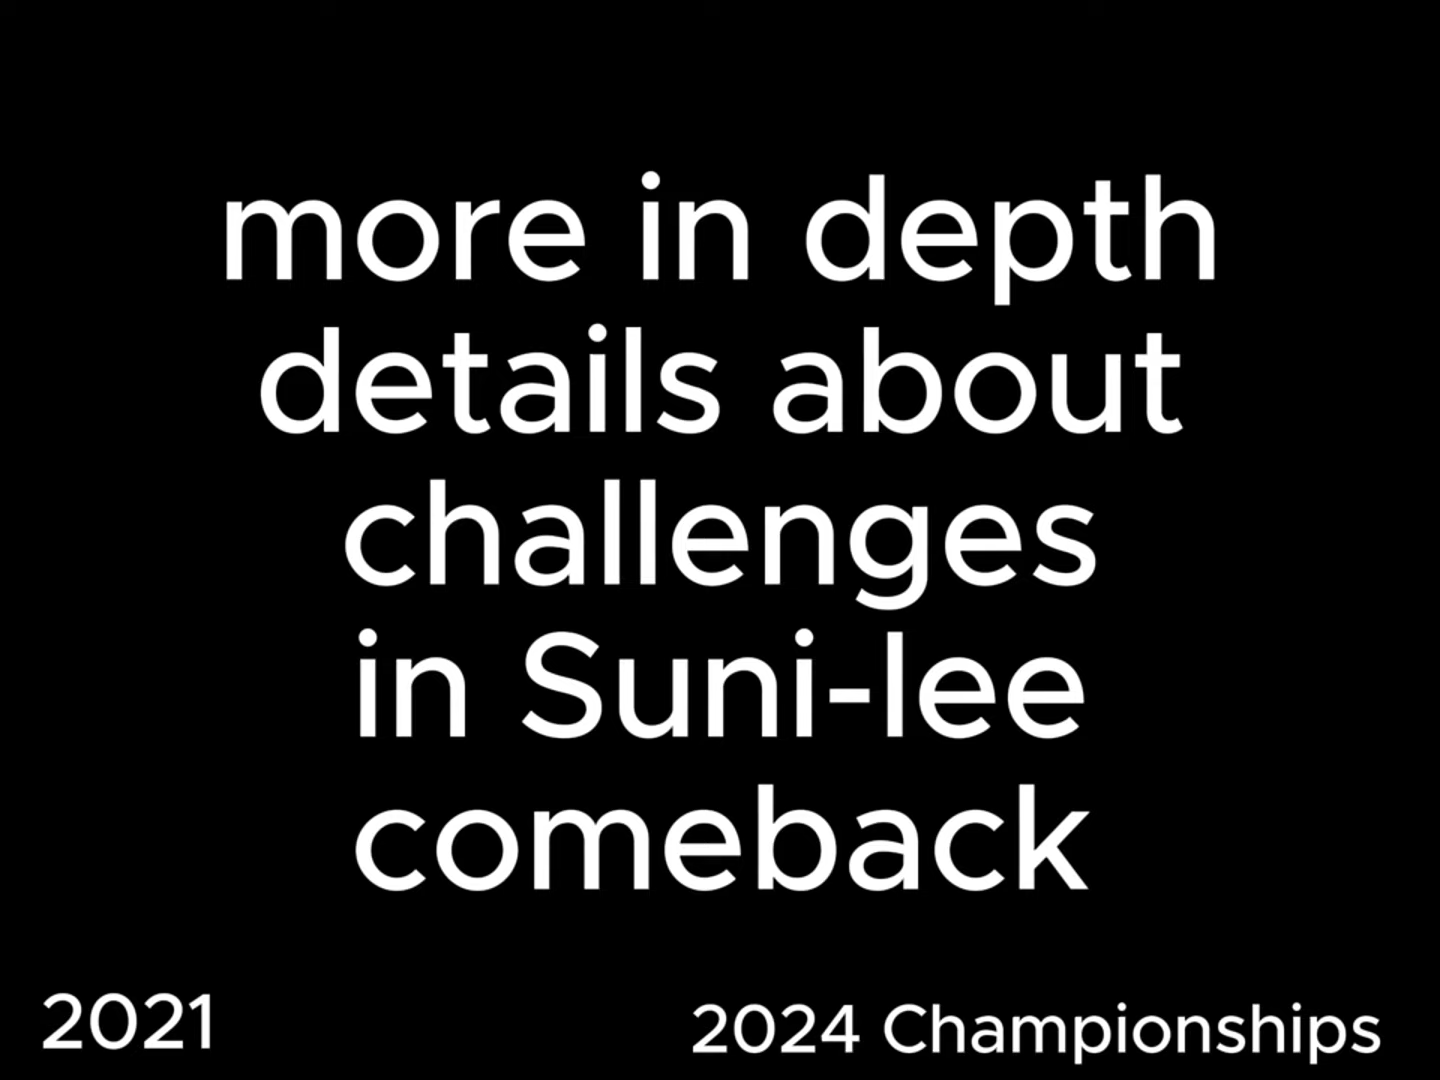 more in depth
details about
challenges
in Suni-lee
comeback
2021
2024 Championships